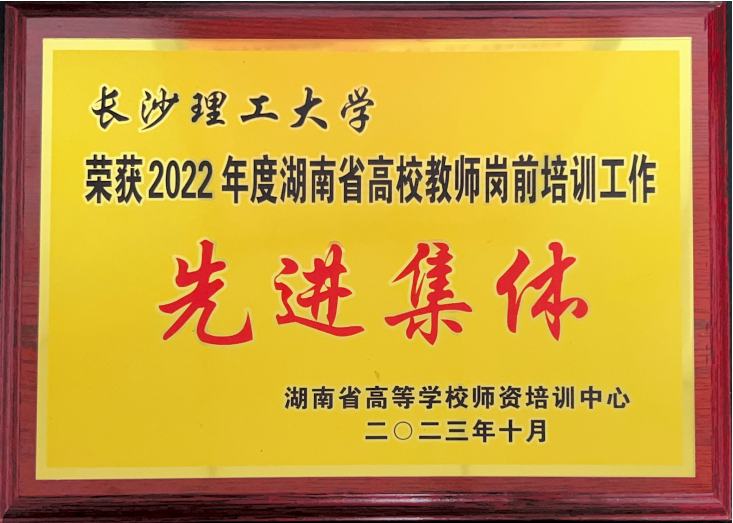 长沙理工大学
荣获2022年度湖南省高校教师岗前培训工作
先进集体
湖南省高等学校师资培训中心
二〇二三年十月